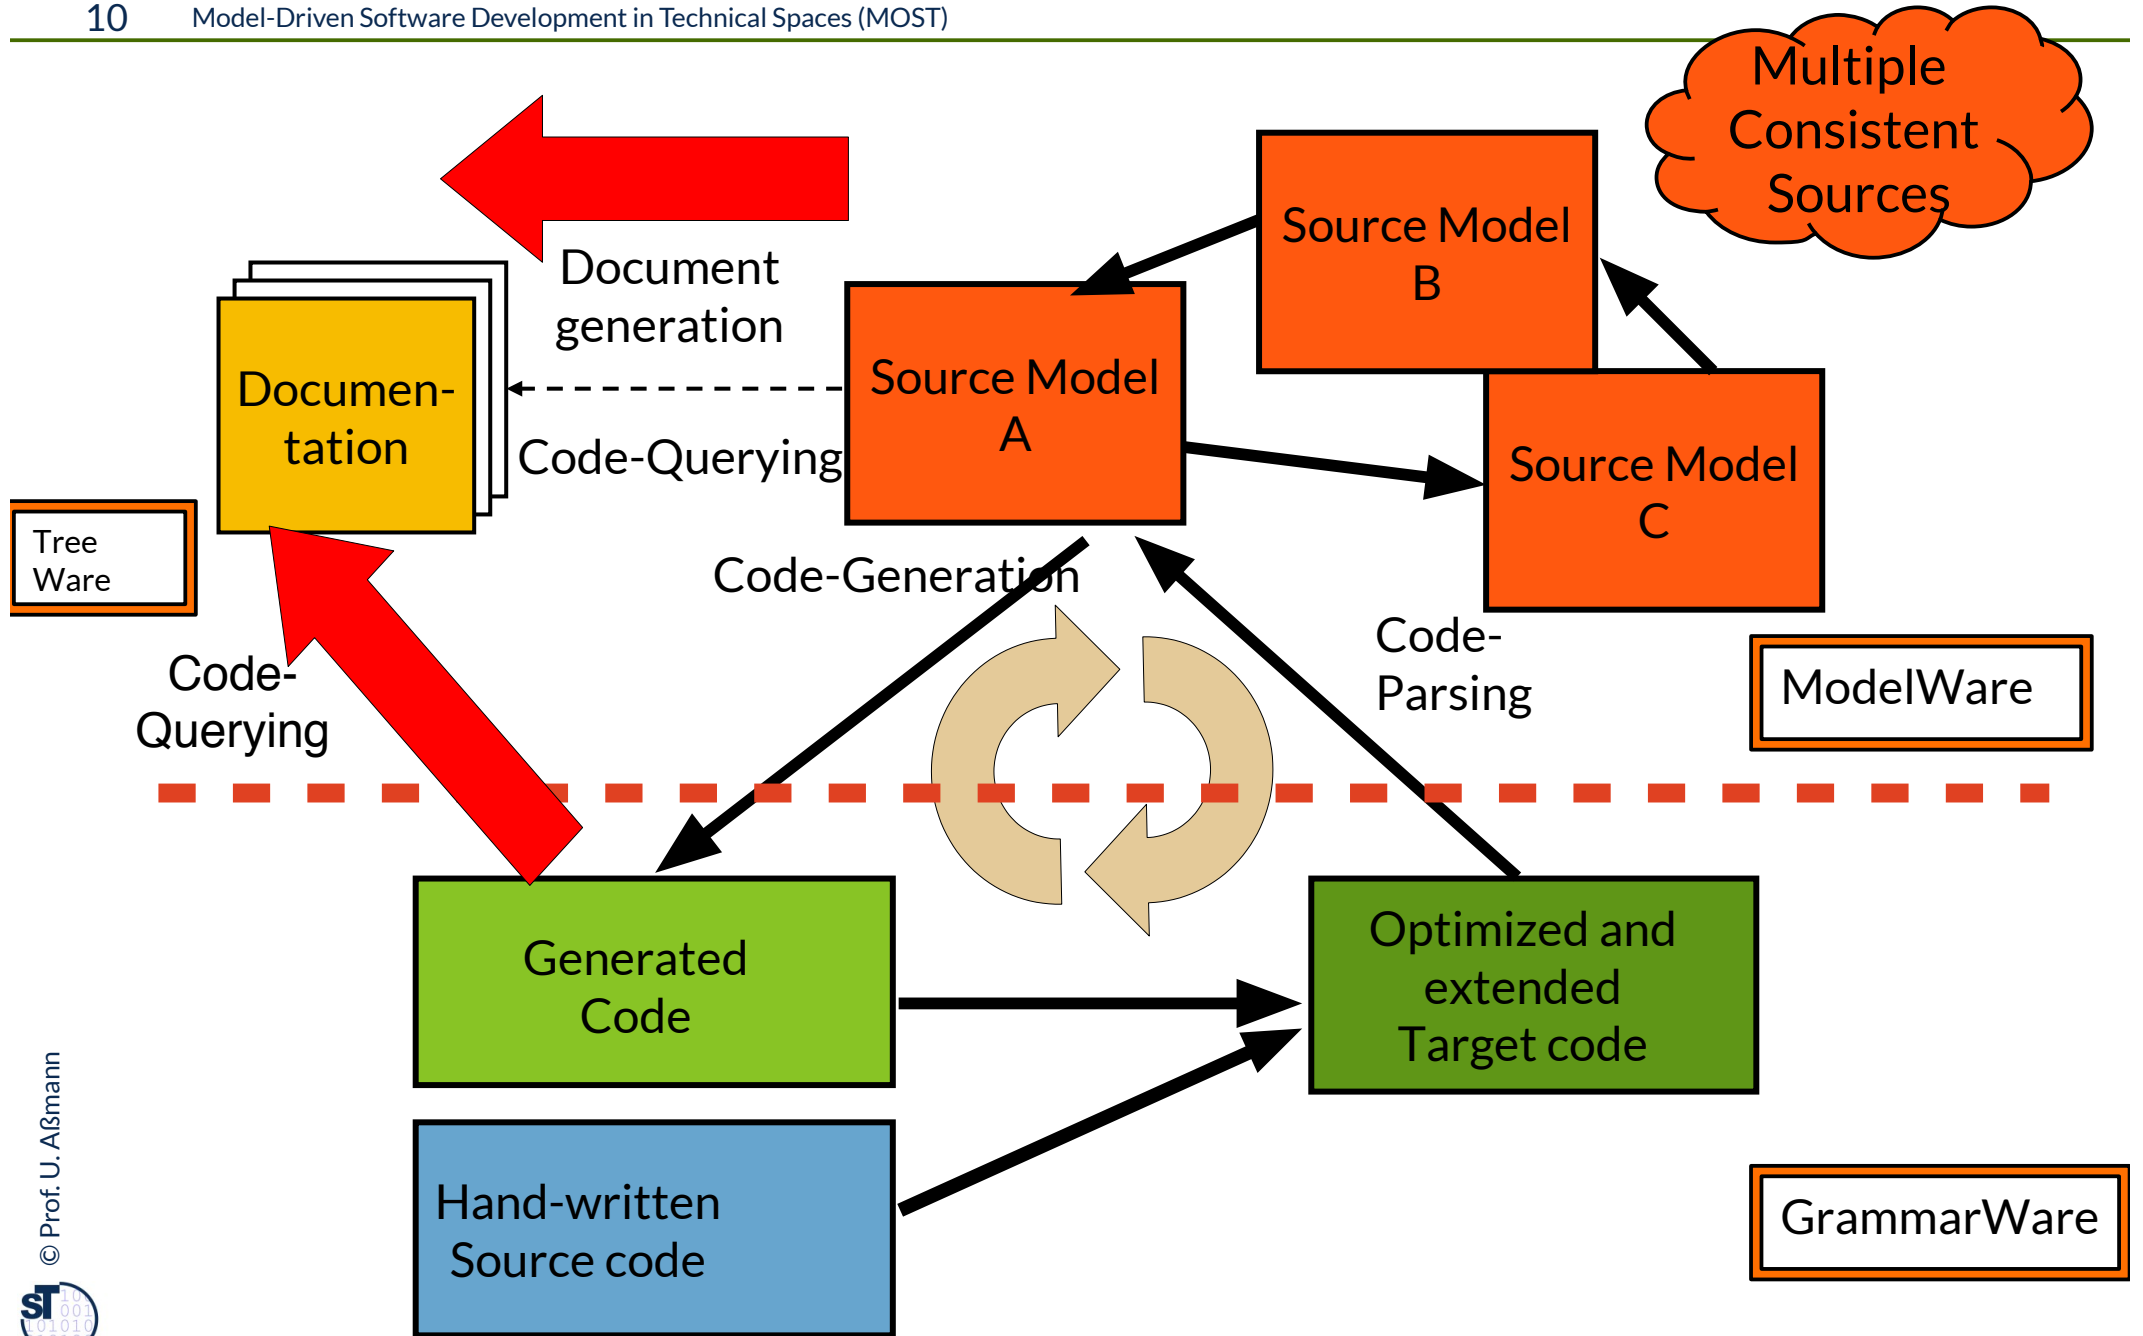 10 Model-Driven Software Development in Technical Spaces (MOST)
Multiple
Consistent
Sources
Source Model
B
Document
generation
Source Model
A
Documen-
tation
Code-Querying
Source Model
C
Tree
Ware
Code-Generation
Code-
Parsing
Code-
Querying
ModelWare
Generated
Code
Optimized and
extended
Target code
Hand-written
Source code
GrammarWare
© Prof. U. Aßmann
ST